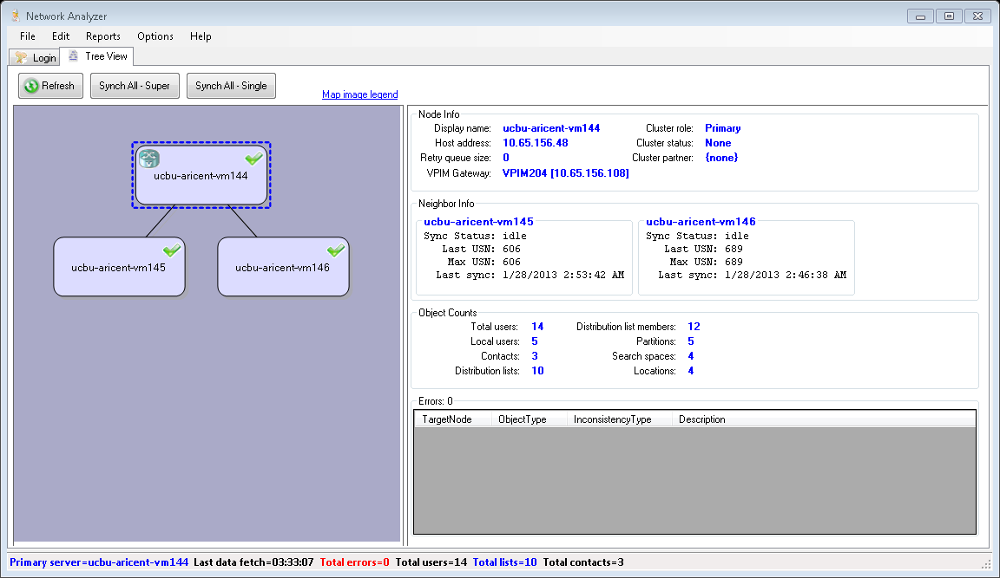 Network Analyzer
File Edit Reports Options Help
Login Tree View
Refresh Synch All - Super Synch All - Single Map image legend
ucbu-aricent-vm144
ucbu-aricent-vm145 ucbu-aricent-vm146
Node Info
Display name: ucbu-aricent-vm144 Cluster role: Primary
Host address: 10.65.156.48 Cluster status: None
Retry queue size: 0 Cluster partner: {none}
VPIM Gateway: VPIM204 [10.65.156.108]
Neighbor Info
ucbu-aricent-vm145
Sync Status: idle
Last USN: 606
Max USN: 606
Last sync: 1/28/2013 2:53:42 AM
ucbu-aricent-vm146
Sync Status: idle
Last USN: 689
Max USN: 689
Last sync: 1/28/2013 2:46:38 AM
Object Counts
Total users: 14 Distribution list members: 12
Local users: 5 Partitions: 5
Contacts: 3 Search spaces: 4
Distribution lists: 10 Locations: 4
Errors: 0
TargetNode ObjectType InconsistencyType Description
Primary server=ucbu-aricent-vm144 Last data fetch=03:33:07 Total errors=0 Total users=14 Total lists=10 Total contacts=3